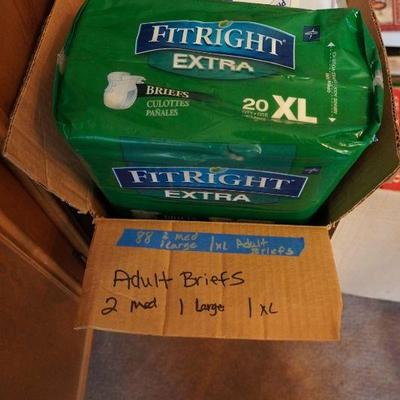 FITRIGHT
EXTRA
BRIEFS
CULOTTES
PAÑALES
20 XL
FITRIGHT
EXTRA
88 2 med
1 large 1 XL Adult
Briefs
Adult Briefs
2 med 1 Large 1 XL